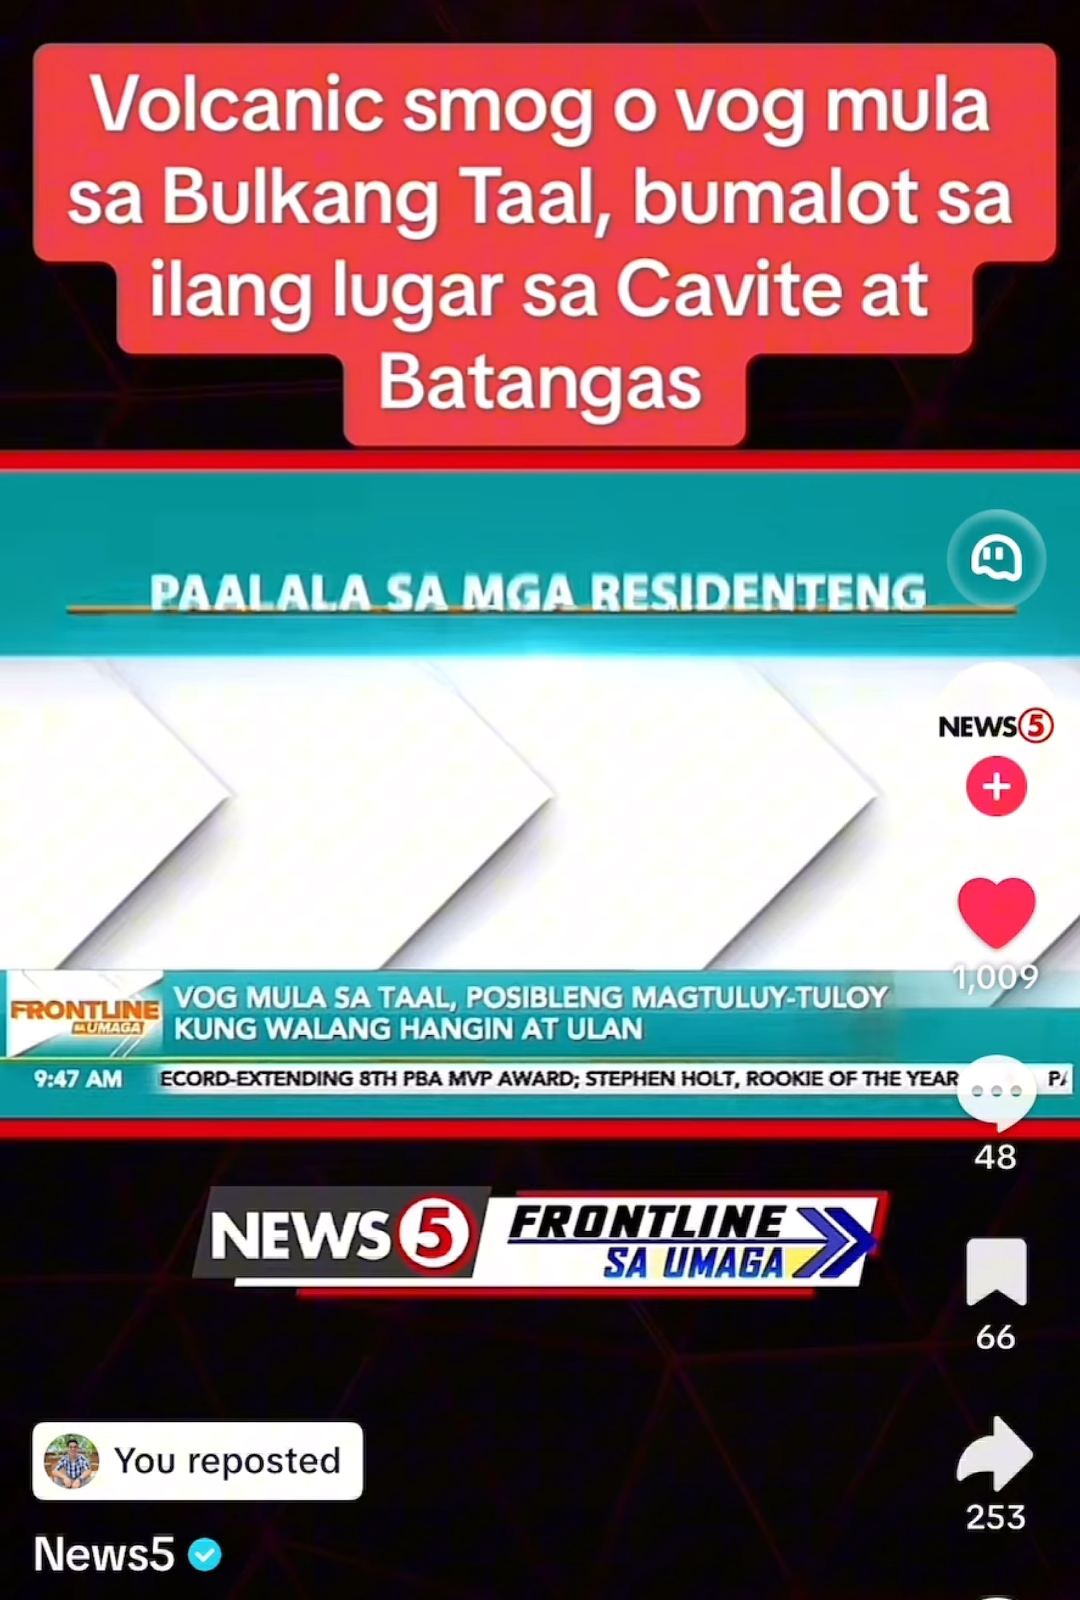 Volcanic smog o vog mula
sa Bulkang Taal, bumalot sa
ilang lugar sa Cavite at
Batangas
PAALALA SA MGA RESIDENTENG
NEWS5
1,009
FRONTLINE
SA UMAGA
VOG MULA SA TAAL, POSIBLENG MAGTULUY-TULOY
KUNG WALANG HANGIN AT ULAN
9:47 AM
ECORD-EXTENDING 8TH PBA MVP AWARD; STEPHEN HOLT, ROOKIE OF THE YEAR
48
NEWS5
FRONTLINE
SA UMAGA
66
You reposted
253
News5